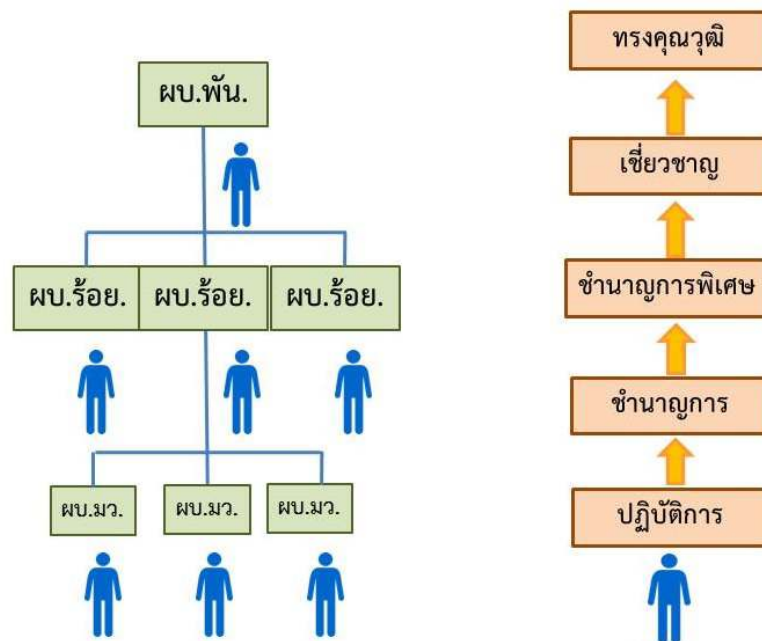 ผบ.พัน.
ผบ.ร้อย.
ผบ.ร้อย.
ผบ.ร้อย.
ผบ.มว.
ผบ.มว.
ผบ.มว.
ทรงคุณวุฒิ
เชี่ยวชาญ
ชำนาญการพิเศษ
ชำนาญการ
ปฏิบัติการ